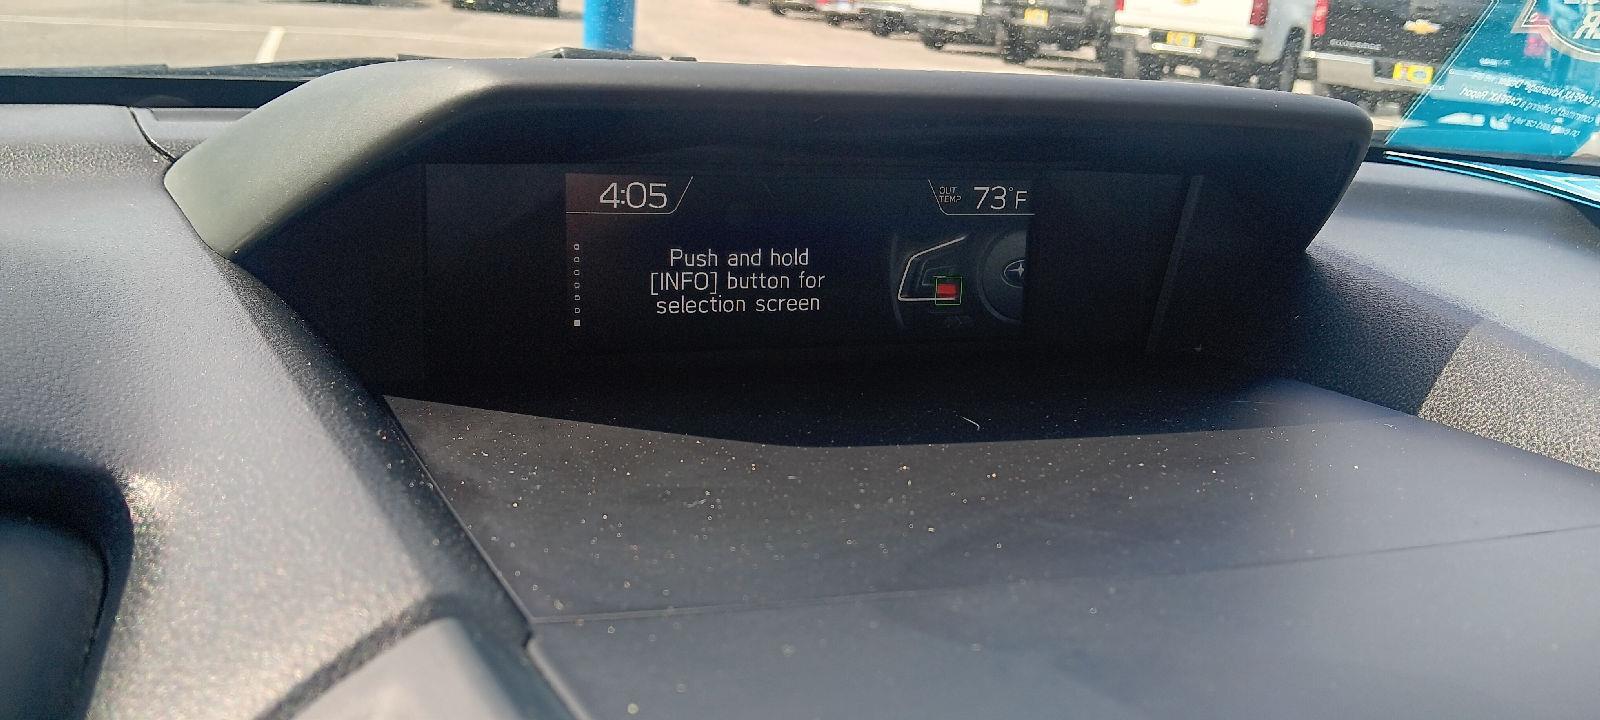 4:05
OUT
TEMP
73°F
Push and hold
[INFO] button for
selection screen